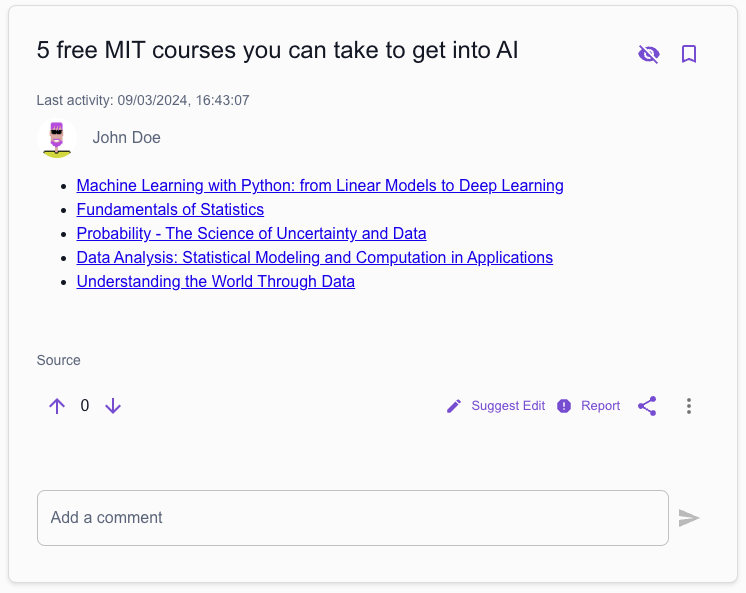 5 free MIT courses you can take to get into AI
Last activity: 09/03/2024, 16:43:07
John Doe
Machine Learning with Python: from Linear Models to Deep Learning
Fundamentals of Statistics
Probability - The Science of Uncertainty and Data
Data Analysis: Statistical Modeling and Computation in Applications
Understanding the World Through Data
Source
0 Suggest Edit Report
Add a comment